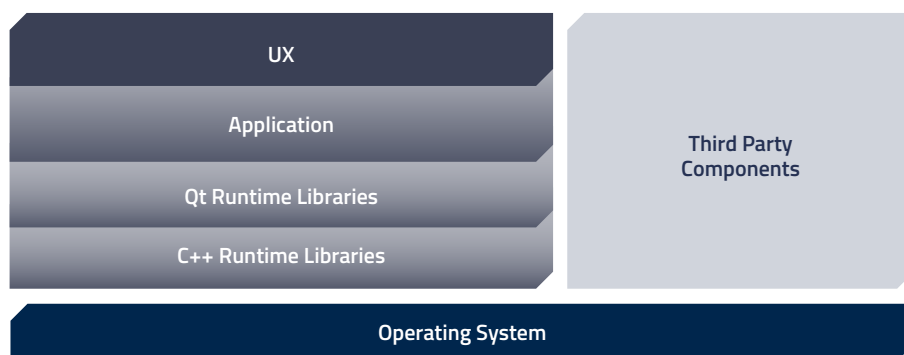 UX
Application
Qt Runtime Libraries
C++ Runtime Libraries
Third Party
Components
Operating System